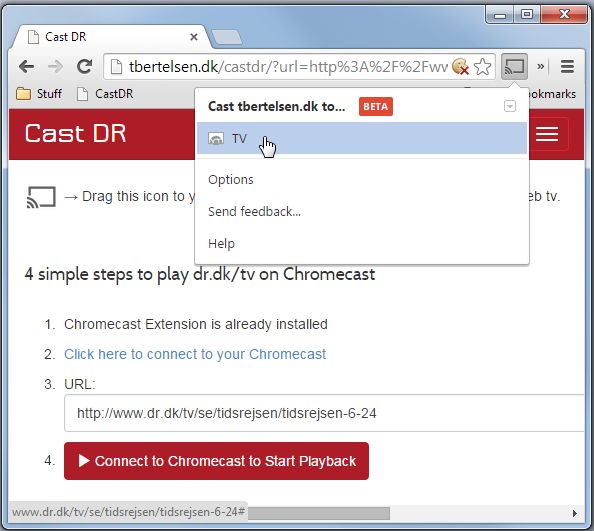 Cast DR
tbertelsen.dk/castdr/?url=http%3A%2F%2Fwv
»
Stuff
CastDR
okmarks
Cast tbertelsen.dk to... BETA
Cast DR
TV
Options
→ Drag this icon to y
eb tv.
Send feedback...
Help
4 simple steps to play dr.dk/tv on Chromecast
1. Chromecast Extension is already installed
2. Click here to connect to your Chromecast
3. URL:
http://www.dr.dk/tv/se/tidsrejsen/tidsrejsen-6-24
4. Connect to Chromecast to Start Playback
www.dr.dk/tv/se/tidsrejsen/tidsrejsen-6-24#